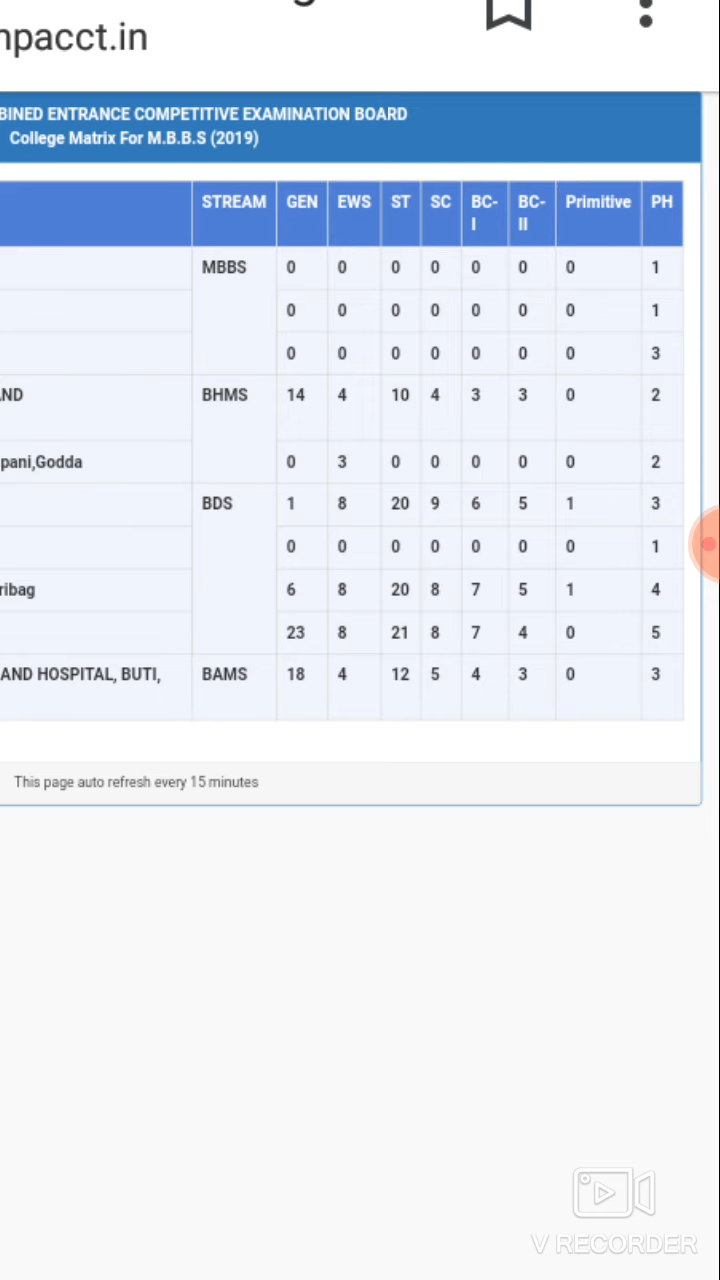 npacct.in
BINED ENTRANCE COMPETITIVE EXAMINATION BOARD
College Matrix For M.B.B.S (2019)
STREAM GEN EWS ST SC BC-I BC-II Primitive PH
MBBS 0 0 0 0 0 0 0 1
0 0 0 0 0 0 0 1
0 0 0 0 0 0 0 3
AND BHMS 14 4 10 4 3 3 0 2
pani,Godda 0 3 0 0 0 0 0 2
BDS 1 8 20 9 6 5 1 3
0 0 0 0 0 0 0 1
ribag 6 8 20 8 7 5 1 4
23 8 21 8 7 4 0 5
AND HOSPITAL, BUTI, BAMS 18 4 12 5 4 3 0 3
This page auto refresh every 15 minutes
V RECORDER